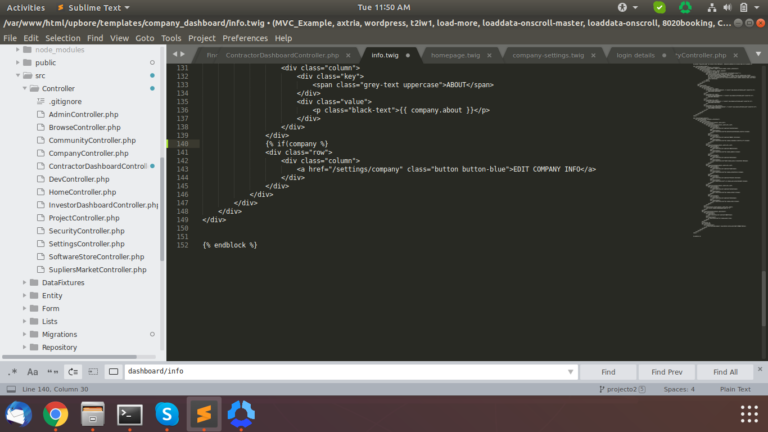 Activities
Sublime Text
Tue 11:50 AM
/var/www/html/upbore/templates/company_dashboard/info.twig • (MVC_Example, axtria, wordpress, t2iw1, load-more, loaddata-onscroll-master, loaddata-onscroll, 8020booking, C...
File Edit Selection Find View Goto Tools Project Preferences Help
node_modules
public
src
Controller
.gitignore
AdminController.php
BrowseController.php
CommunityController.php
CompanyController.php
ContractorDashboardControll
DevController.php
HomeController.php
InvestorDashboardController.php
ProjectController.php
SecurityController.php
SettingsController.php
SoftwareStoreController.php
SupliersMarketController.php
DataFixtures
Entity
Form
Lists
Migrations
Repository
For ContractorDashboardController.php info.twig homepage.twig company-settings.twig login details yController.php
131 <div class="column">
132 <div class="key">
133 <span class="grey-text uppercase">ABOUT</span>
134 </div>
135 <div class="value">
136 <p class="black-text">{{ company.about }}</p>
137 </div>
138 </div>
139 </div>
140 {% if(company %}
141 <div class="row">
142 <div class="column">
143 <a href="/settings/company" class="button button-blue">EDIT COMPANY INFO</a>
144 </div>
145 </div>
146 </div>
147 </div>
148 </div>
149 </div>
150
151
152 {% endblock %}
.* Aa “”
dashboard/info
Find Find Prev Find All
Line 140, Column 30
projecto2
Spaces: 4
Plain Text